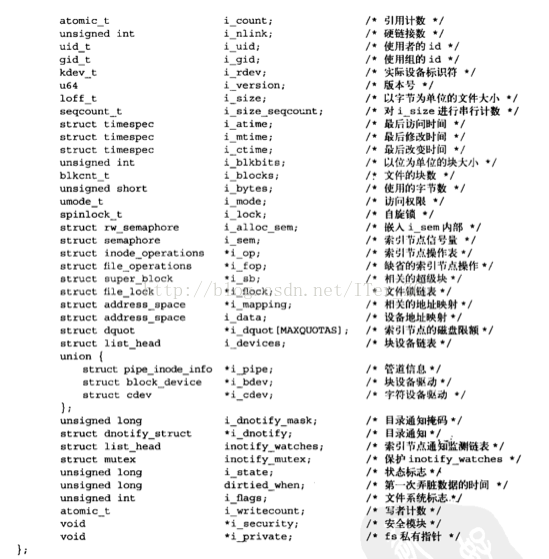 atomic_t i_count; /* 引用计数 */
unsigned int i_nlink; /* 硬链接数 */
uid_t i_uid; /* 使用者的 id */
gid_t i_gid; /* 使用组的 id */
kdev_t i_rdev; /* 实际设备标识符 */
u64 i_version; /* 版本号 */
loff_t i_size; /* 以字节为单位的文件大小 */
seqcount_t i_size_seqcount; /* 对 i_size 进行串行计数 */
struct timespec i_atime; /* 最后访问时间 */
struct timespec i_mtime; /* 最后修改时间 */
struct timespec i_ctime; /* 最后改变时间 */
unsigned int i_blkbits; /* 以位为单位的块大小 */
blkcnt_t i_blocks; /* 文件的块数 */
unsigned short i_bytes; /* 使用的字节数 */
umode_t i_mode; /* 访问权限 */
spinlock_t i_lock; /* 自旋锁 */
struct rw_semaphore i_alloc_sem; /* 嵌入 i_sem 内部 */
struct semaphore i_sem; /* 索引节点信号量 */
struct inode_operations *i_op; /* 索引节点操作表 */
struct file_operations *i_fop; /* 缺省的索引节点操作 */
struct super_block *i_sb; /* 相关的超级块 */
struct file_lock *i_flock; /* 文件锁链表 */
struct address_space *i_mapping; /* 相关的地址映射 */
struct address_space i_data; /* 设备地址映射 */
struct dquot *i_dquot[MAXQUOTAS]; /* 索引节点的磁盘限额 */
struct list_head i_devices; /* 块设备链表 */
union {
struct pipe_inode_info *i_pipe; /* 管道信息 */
struct block_device *i_bdev; /* 块设备驱动 */
struct cdev *i_cdev; /* 字符设备驱动 */
};
unsigned long i_dnotify_mask; /* 目录通知掩码 */
struct dnotify_struct *i_dnotify; /* 目录通知 */
struct list_head inotify_watches; /* 索引节点通知监测链表 */
struct mutex inotify_mutex; /* 保护 inotify_watches */
unsigned long i_state; /* 状态标志 */
unsigned long dirtied_when; /* 第一次弄脏数据的时间 */
unsigned int i_flags; /* 文件系统标志 */
atomic_t i_writecount; /* 写者计数 */
void *i_security; /* 安全模块 */
void *i_private; /* fs 私有指针 */
};